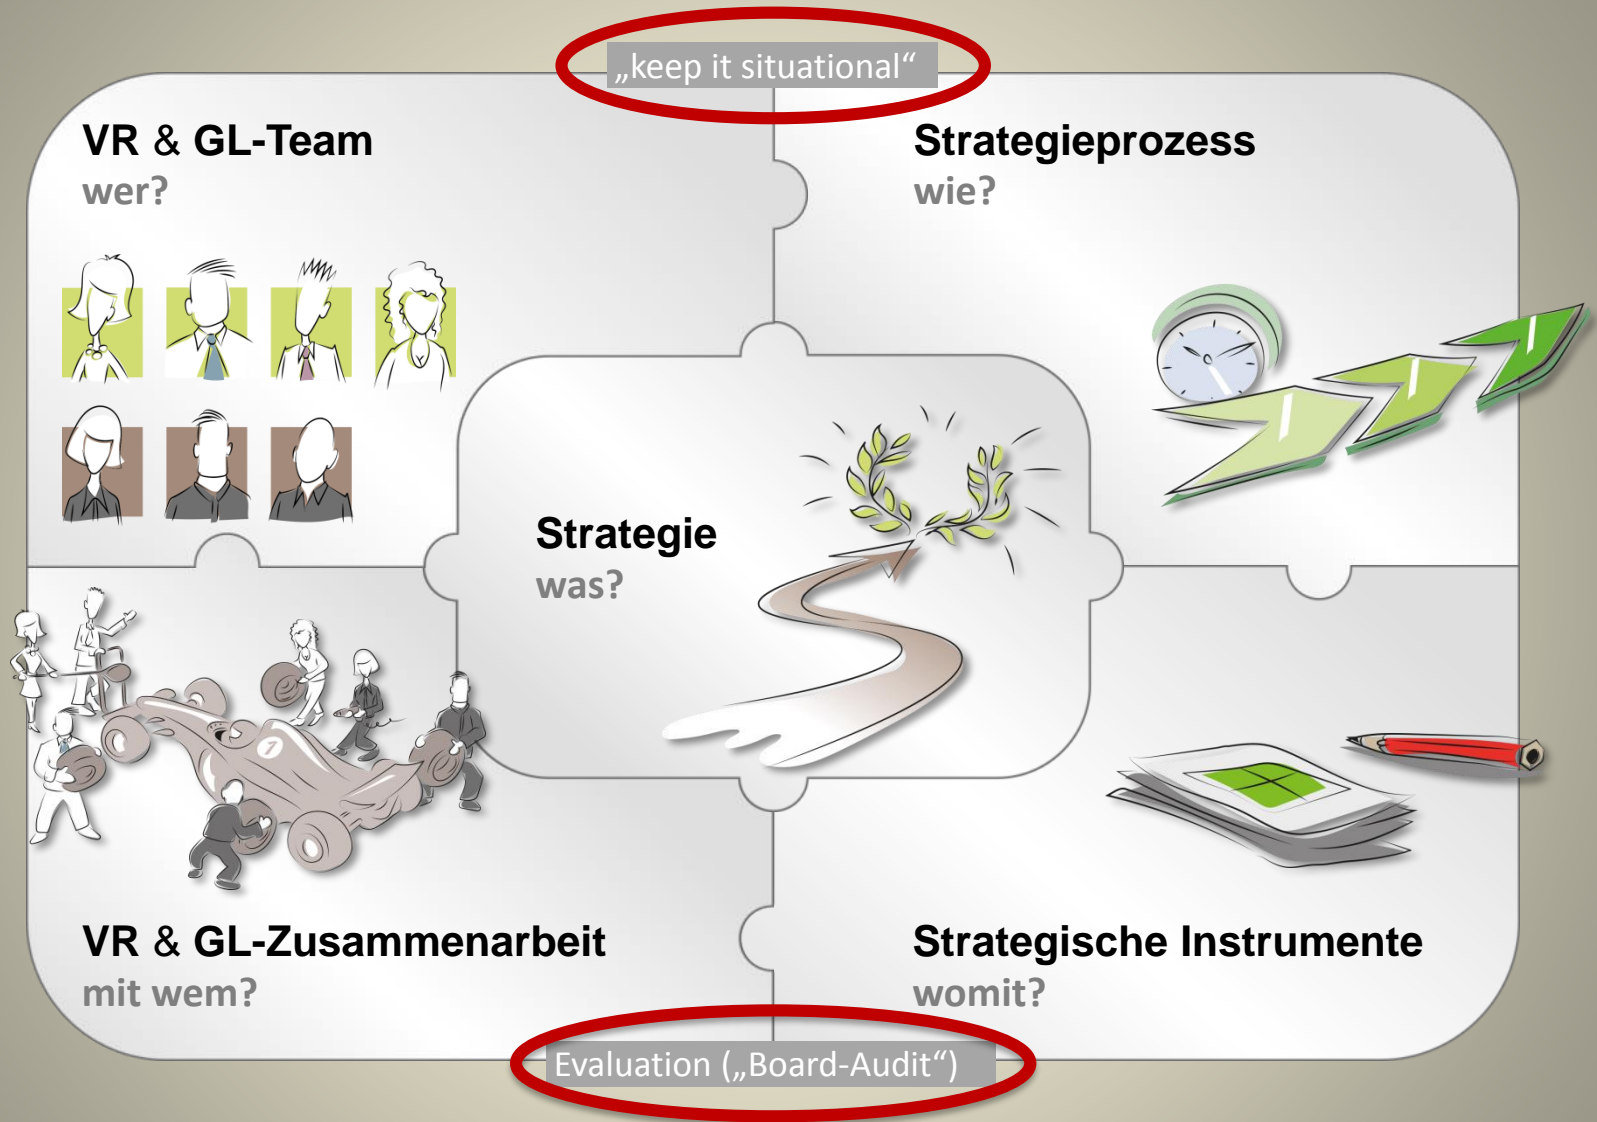 „keep it situational“
VR & GL-Team
wer?
Strategieprozess
wie?
Strategie
was?
1
VR & GL-Zusammenarbeit
mit wem?
Strategische Instrumente
womit?
Evaluation („Board-Audit“)